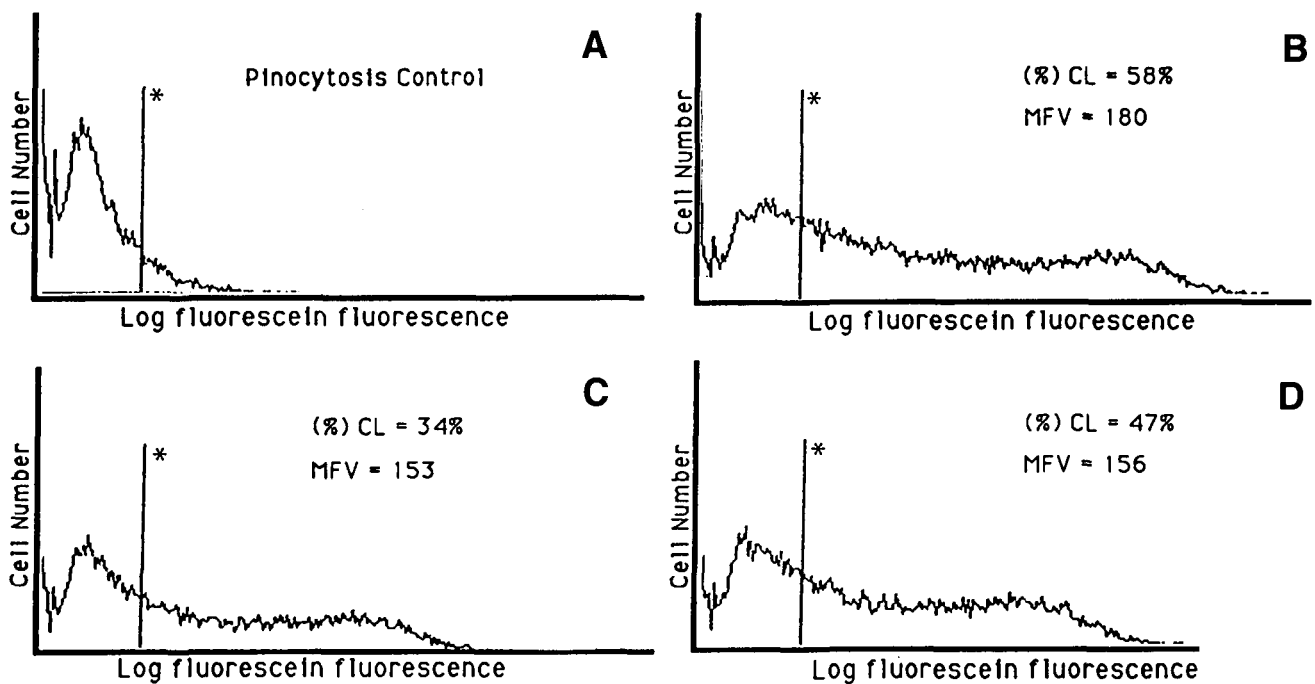 A
Pinocytosis Control
*
Cell Number
Log fluorescein fluorescence
B
(%) CL = 58%
MFV = 180
*
Cell Number
Log fluorescein fluorescence
C
(%) CL = 34%
MFV = 153
*
Cell Number
Log fluorescein fluorescence
D
(%) CL = 47%
MFV = 156
*
Cell Number
Log fluorescein fluorescence